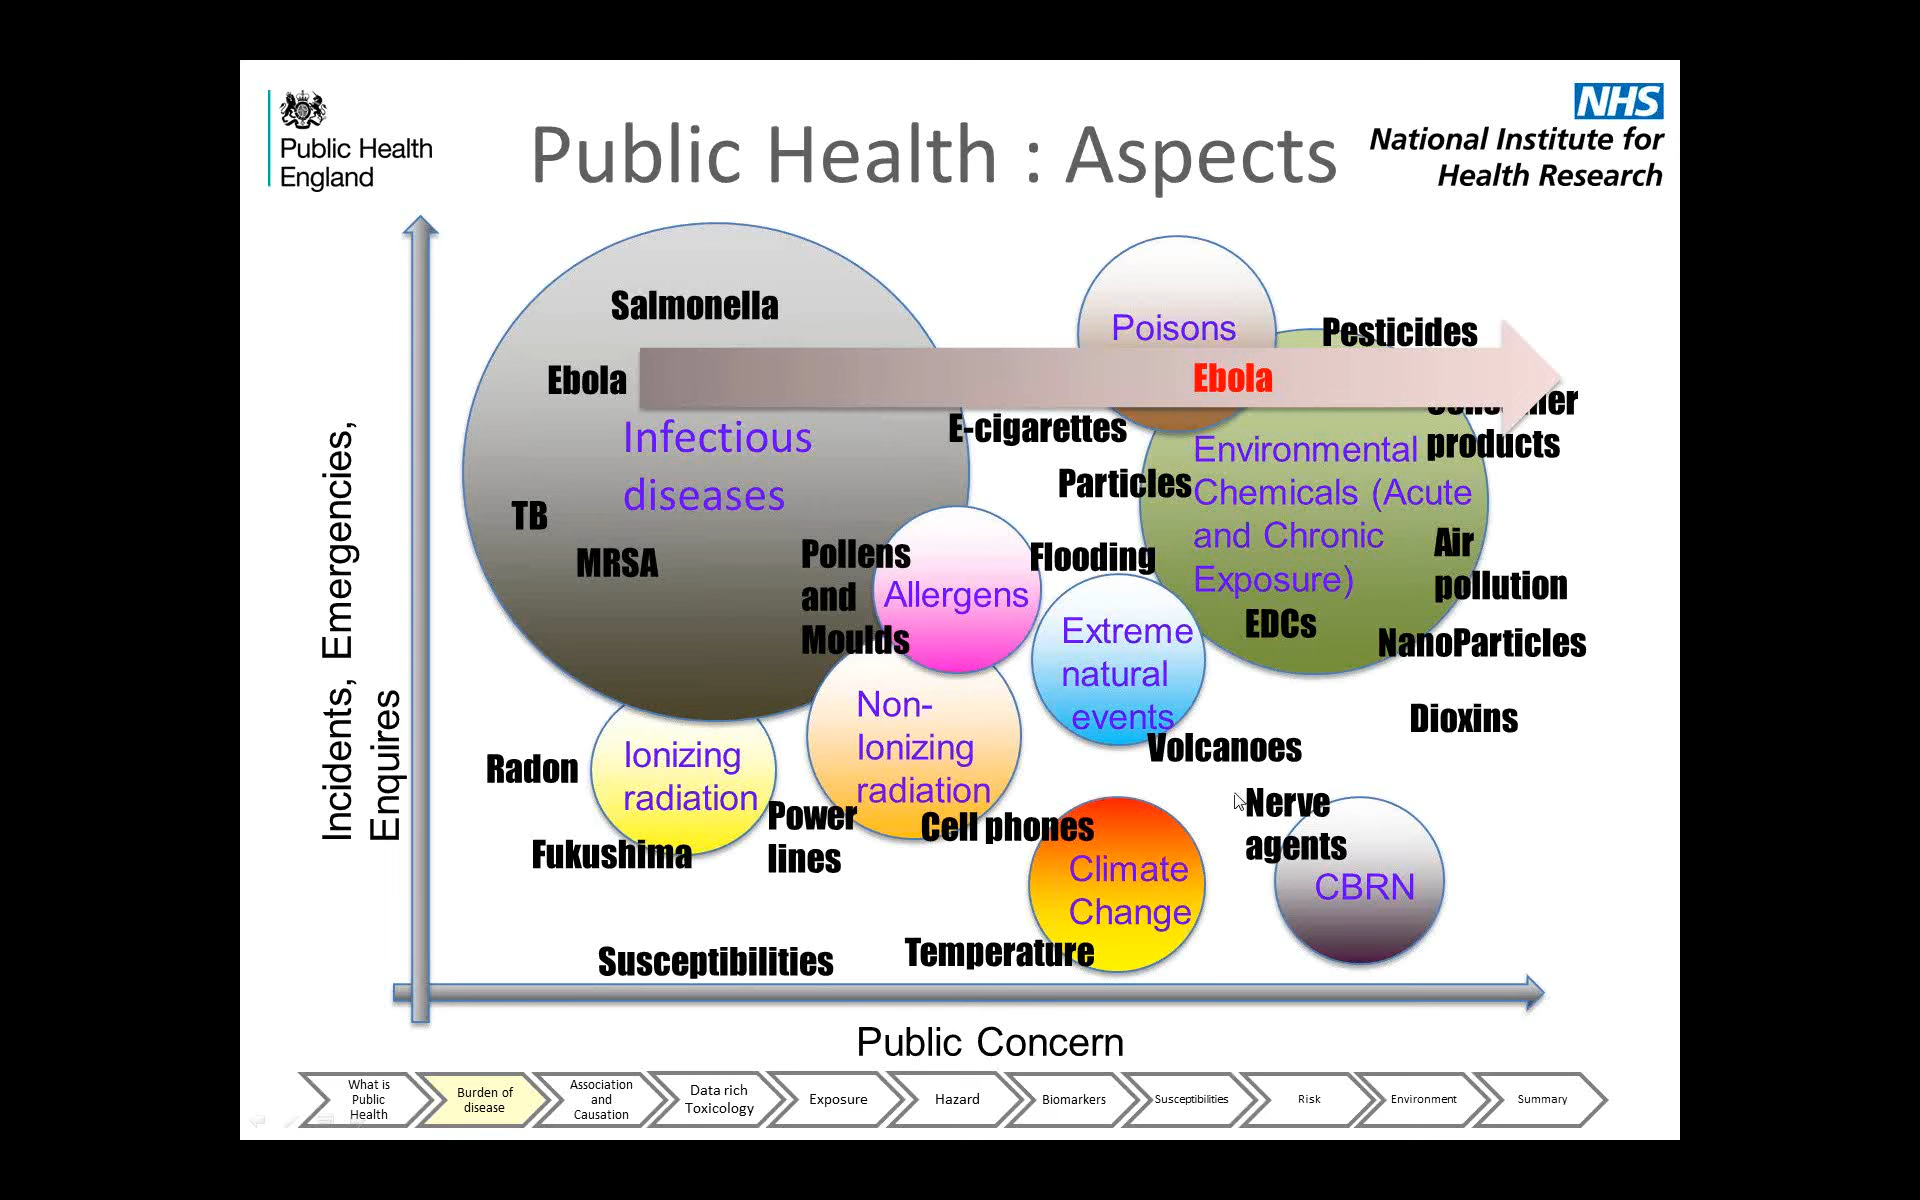 Public Health
England
Public Health : Aspects
NHS
National Institute for
Health Research
Incidents, Emergencies,
Enquires
Salmonella
Ebola
Infectious
diseases
TB
MRSA
Poisons
Pesticides
Ebola
products
E-cigarettes
Particles
Environmental
Chemicals (Acute
and Chronic
Exposure)
EDCs
Air
pollution
NanoParticles
Dioxins
Pollens
and
Moulds
Allergens
Flooding
Extreme
natural
events
Volcanoes
Non-
Ionizing
radiation
Radon
Ionizing
radiation
Fukushima
Power
lines
Cell phones
Climate
Change
Nerve
agents
CBRN
Susceptibilities
Temperature
Public Concern
What is
Public
Health
Burden of
disease
Association
and
Causation
Data rich
Toxicology
Exposure
Hazard
Biomarkers
Susceptibilities
Risk
Environment
Summary